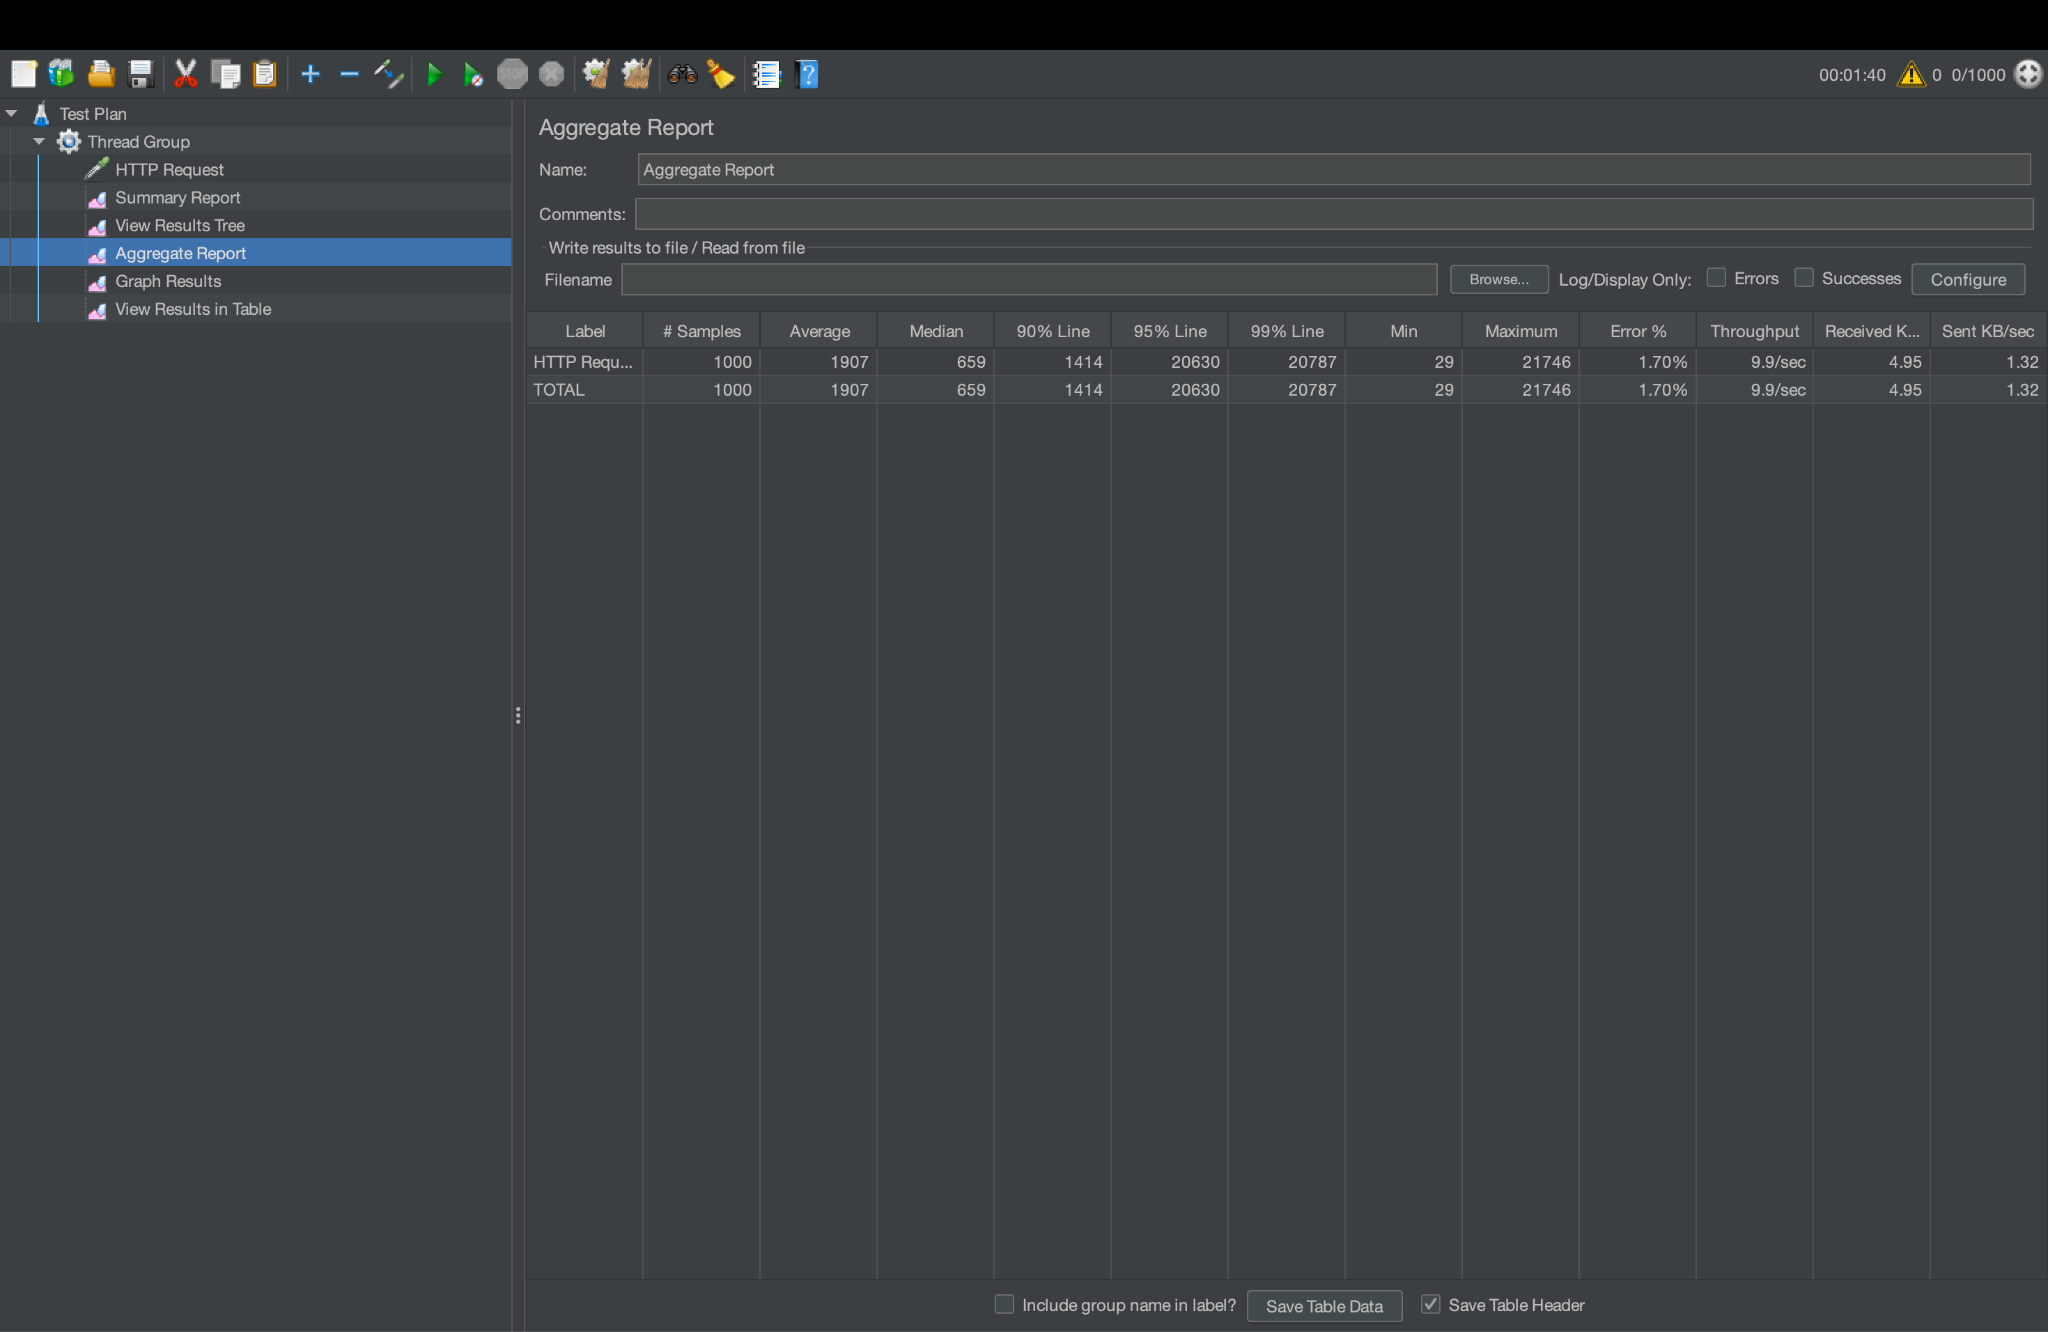 STOP
00:01:40 0 0/1000
Test Plan
Thread Group
HTTP Request
Summary Report
View Results Tree
Aggregate Report
Graph Results
View Results in Table
Aggregate Report
Name: Aggregate Report
Comments:
Write results to file / Read from file
Filename Browse... Log/Display Only: Errors Successes Configure
Label # Samples Average Median 90% Line 95% Line 99% Line Min Maximum Error % Throughput Received K... Sent KB/sec
HTTP Requ... 1000 1907 659 1414 20630 20787 29 21746 1.70% 9.9/sec 4.95 1.32
TOTAL 1000 1907 659 1414 20630 20787 29 21746 1.70% 9.9/sec 4.95 1.32
Include group name in label? Save Table Data Save Table Header